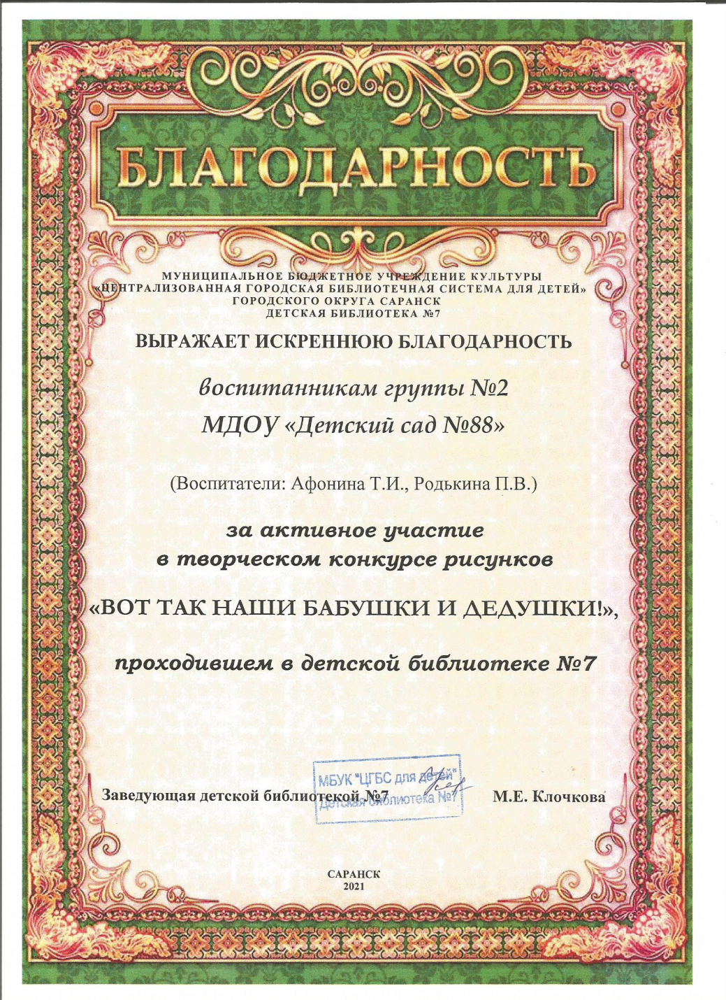 БЛАГОДАРНОСТЬ
МУНИЦИПАЛЬНОЕ БЮДЖЕТНОЕ УЧРЕЖДЕНИЕ КУЛЬТУРЫ
«ЦЕНТРАЛИЗОВАННАЯ ГОРОДСКАЯ БИБЛИОТЕЧНАЯ СИСТЕМА ДЛЯ ДЕТЕЙ»
ГОРОДСКОГО ОКРУГА САРАНСК
ДЕТСКАЯ БИБЛИОТЕКА №7
ВЫРАЖАЕТ ИСКРЕННЮЮ БЛАГОДАРНОСТЬ
воспитанникам группы №2
МДОУ «Детский сад №88»
(Воспитатели: Афонина Т.И., Родькина П.В.)
за активное участие
в творческом конкурсе рисунков
«ВОТ ТАК НАШИ БАБУШКИ И ДЕДУШКИ!»,
проходившем в детской библиотеке №7
МБУК "ЦГБС для детей"
Детская библиотека №7
Заведующая детской библиотекой №7 М.Е. Клочкова
САРАНСК
2021